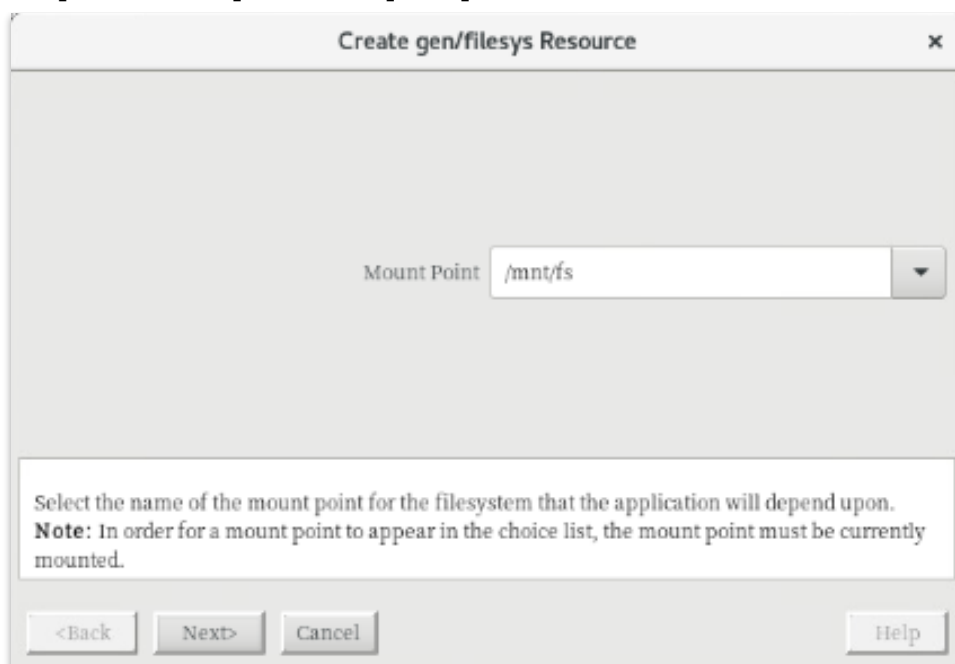 Create gen/filesys Resource ×
Mount Point /mnt/fs
Select the name of the mount point for the filesystem that the application will depend upon.
Note: In order for a mount point to appear in the choice list, the mount point must be currently
mounted.
<Back Next> Cancel Help